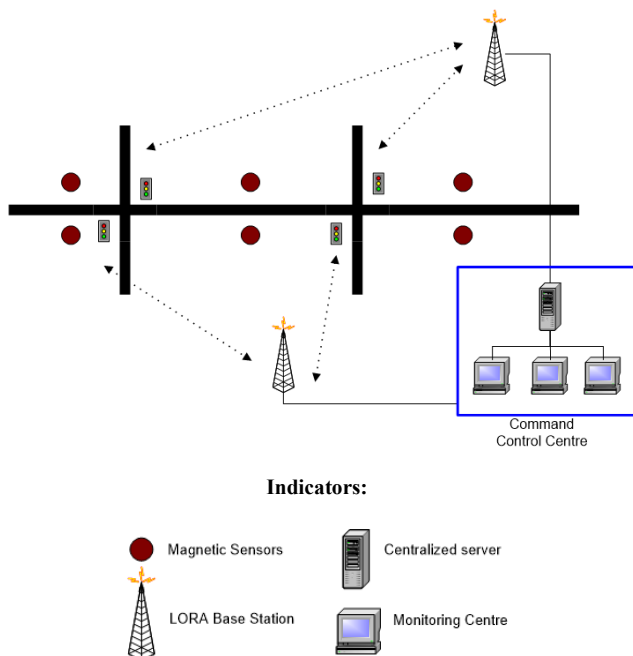 Command
Control Centre
Indicators:
Magnetic Sensors
Centralized server
LORA Base Station
Monitoring Centre